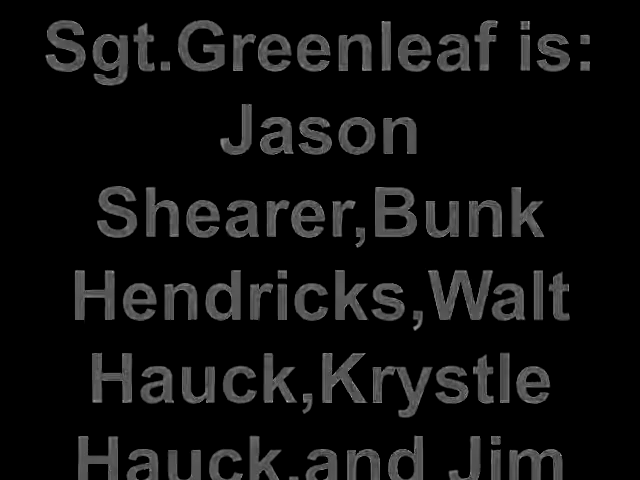 Sgt.Greenleaf is:
Jason
Shearer,Bunk
Hendricks,Walt
Hauck,Krystle
Hauck,and Jim